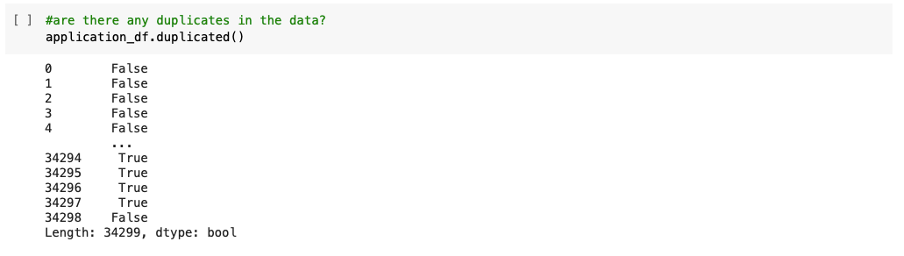 [ ] #are there any duplicates in the data?
application_df.duplicated()
0 False
1 False
2 False
3 False
4 False
...
34294 True
34295 True
34296 True
34297 True
34298 False
Length: 34299, dtype: bool